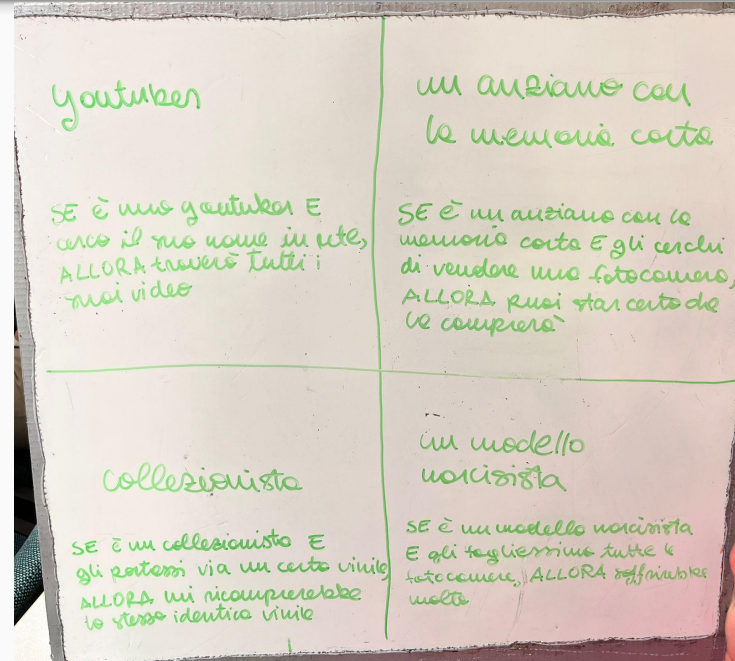 youtuber
SE è uno youtuber E
cerco il suo nome in rete,
ALLORA troverò tutti i
suoi video
un anziano con
la memoria corta
SE è un anziano con la
memoria corta E gli cerchi
di vendere una fotocamera,
ALLORA puoi star certo che
la comprerà
collezionista
SE è un collezionista E
gli portassi via un certo vinile,
ALLORA mi ricomprerebbe
lo stesso identico vinile
un modello
narcisista
SE è un modello narcisista
E gli togliessimo tutte le
fotocamere, ALLORA soffrirebbe
molto